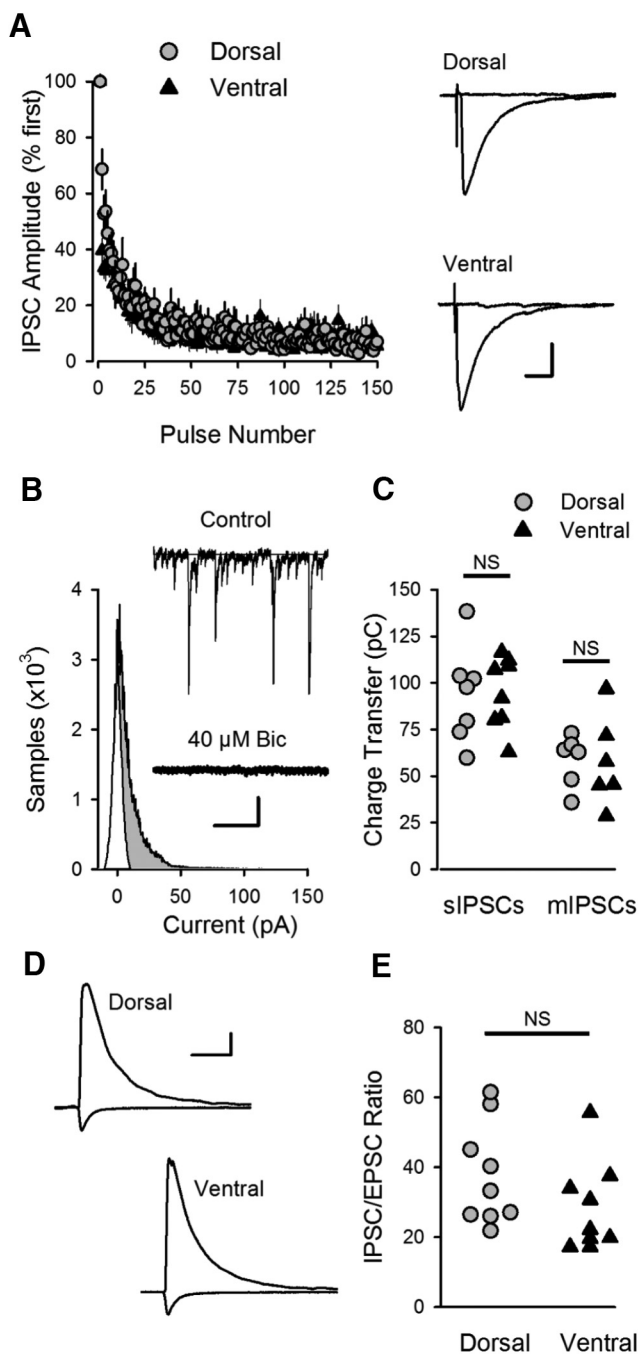 A
Dorsal
Ventral
IPSC Amplitude (% first)
100
80
60
40
20
0
0 25 50 75 100 125 150
Pulse Number
Dorsal
Ventral
B
Control
40 µM Bic
Samples (x10³)
4
3
2
1
0
0 50 100 150
Current (pA)
C
Dorsal
Ventral
NS
NS
Charge Transfer (pC)
150
125
100
75
50
25
0
sIPSCs mIPSCs
D
Dorsal
Ventral
E
NS
IPSC/EPSC Ratio
80
60
40
20
0
Dorsal Ventral